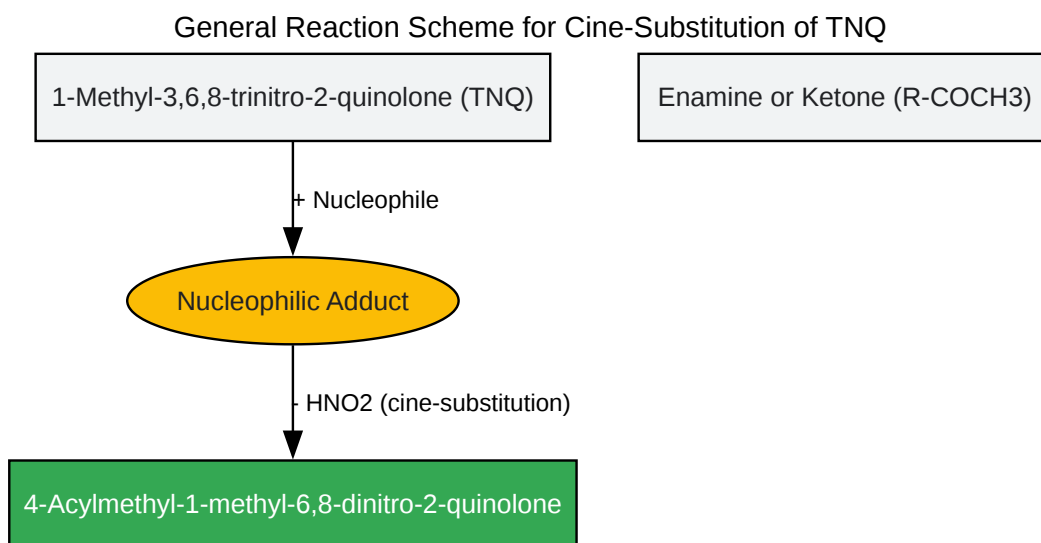 General Reaction Scheme for Cine-Substitution of TNQ
1-Methyl-3,6,8-trinitro-2-quinolone (TNQ)
Enamine or Ketone (R-COCH3)
+ Nucleophile
Nucleophilic Adduct
- HNO2 (cine-substitution)
4-Acylmethyl-1-methyl-6,8-dinitro-2-quinolone